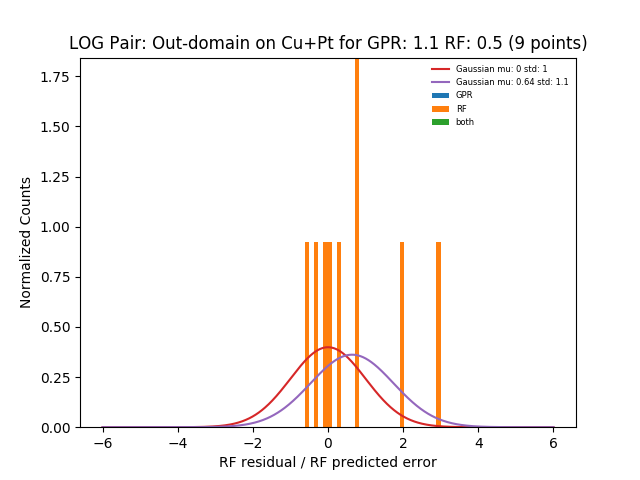 LOG Pair: Out-domain on Cu+Pt for GPR: 1.1 RF: 0.5 (9 points)
Gaussian mu: 0 std: 1
Gaussian mu: 0.64 std: 1.1
GPR
RF
both
Normalized Counts
1.75
1.50
1.25
1.00
0.75
0.50
0.25
0.00
−6 −4 −2 0 2 4 6
RF residual / RF predicted error